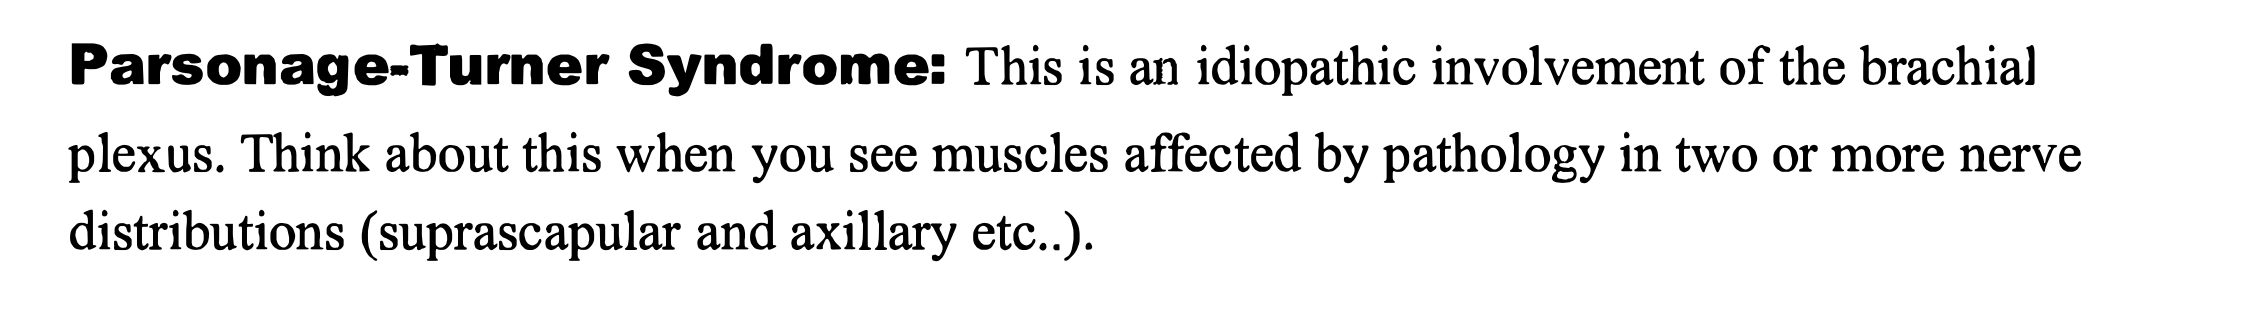 Parsonage-Turner Syndrome: This is an idiopathic involvement of the brachial
plexus. Think about this when you see muscles affected by pathology in two or more nerve
distributions (suprascapular and axillary etc..).